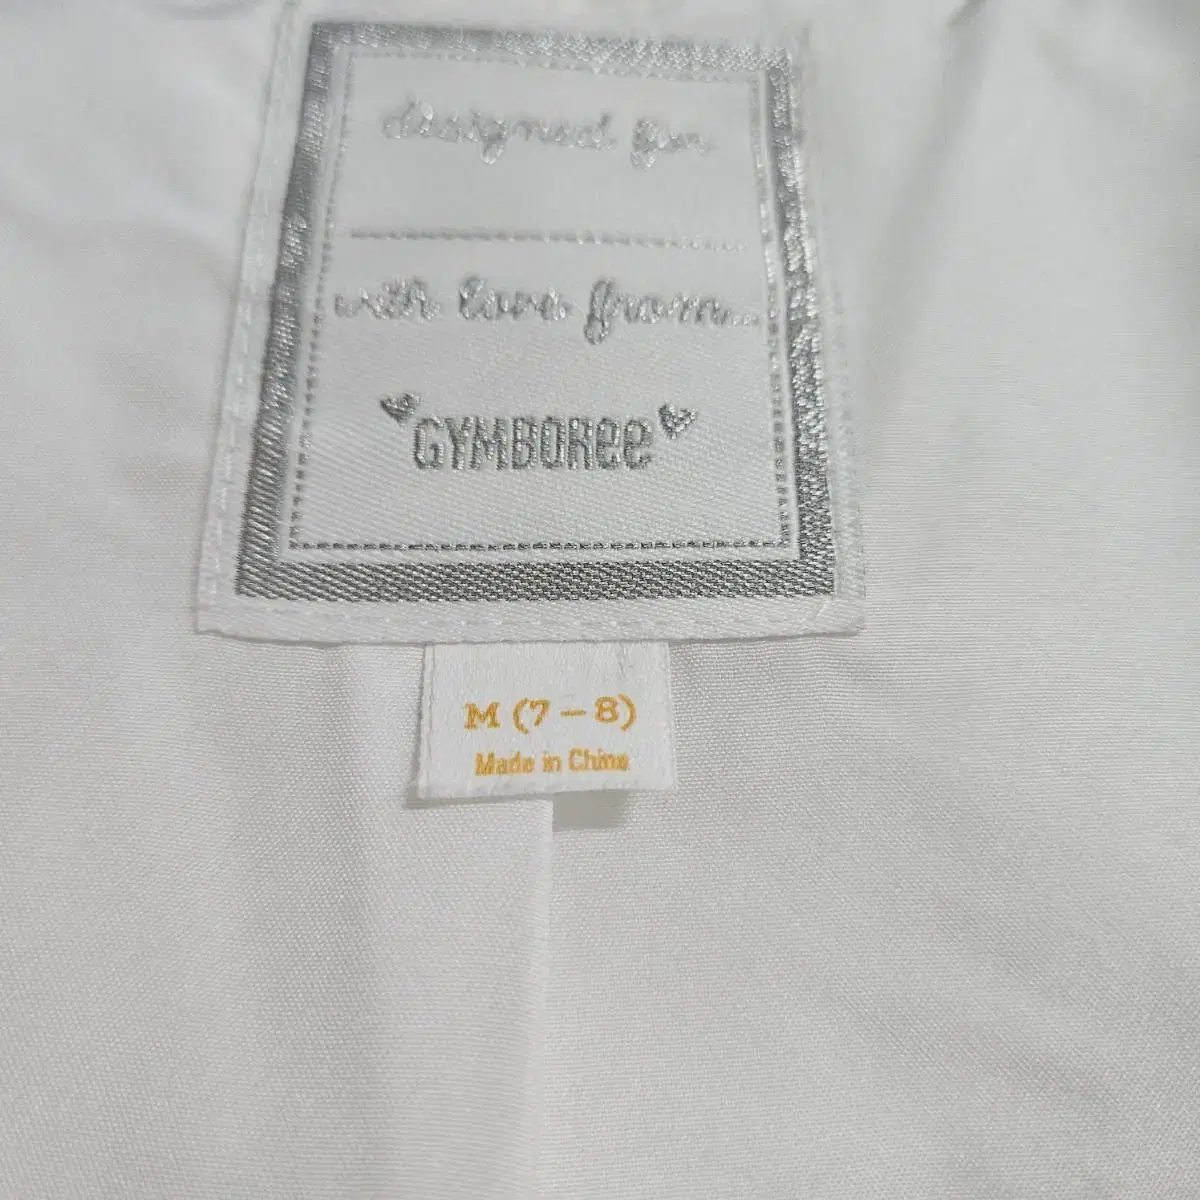 designed for
with love from...
GYMBOREE
M (7-8)
Made in China